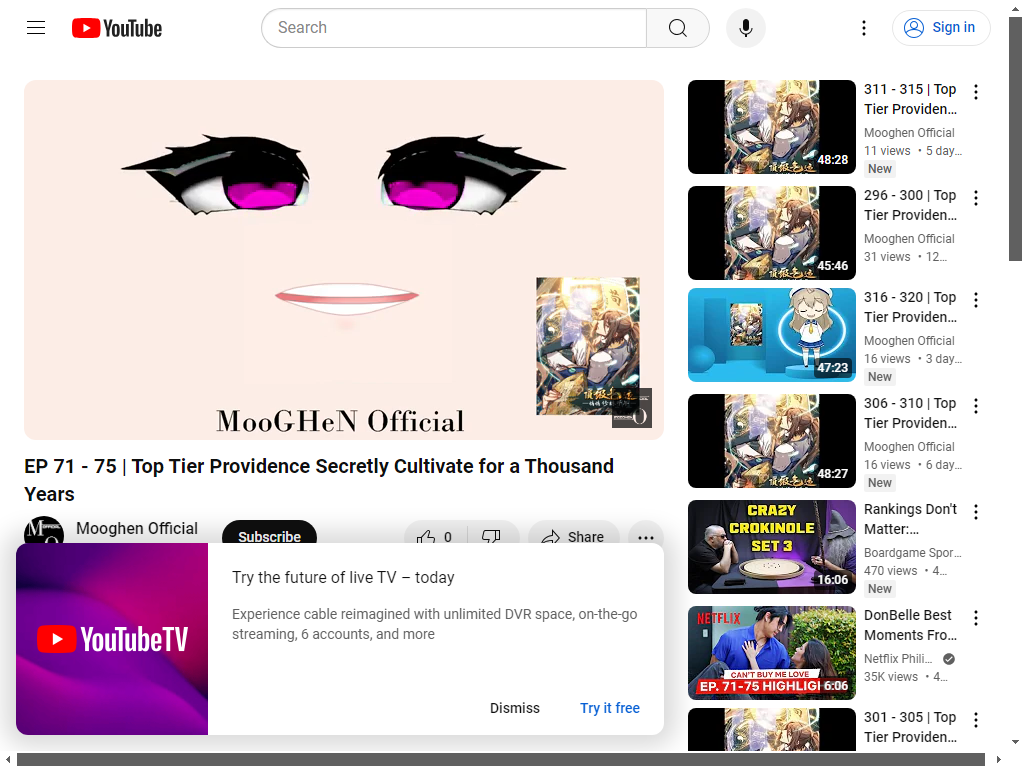 YouTube
Search
Sign in
MooGHeN Official
EP 71 - 75 | Top Tier Providence Secretly Cultivate for a Thousand
Years
Mooghen Official
Subscribe
0
Share
YouTubeTV
Try the future of live TV – today
Experience cable reimagined with unlimited DVR space, on-the-go
streaming, 6 accounts, and more
Dismiss
Try it free
48:28
311 - 315 | Top
Tier Providen...
Mooghen Official
11 views • 5 day...
New
45:46
296 - 300 | Top
Tier Providen...
Mooghen Official
31 views • 12...
47:23
316 - 320 | Top
Tier Providen...
Mooghen Official
16 views • 3 day...
New
48:27
306 - 310 | Top
Tier Providen...
Mooghen Official
16 views • 6 day...
New
CRAZY
CROKINOLE
SET 3
16:06
Rankings Don't
Matter:...
Boardgame Spor...
470 views • 4...
New
NETFLIX
CAN'T BUY ME LOVE
EP. 71-75 HIGHLIGH
6:06
DonBelle Best
Moments Fro...
Netflix Phili...
35K views • 4...
301 - 305 | Top
Tier Providen...